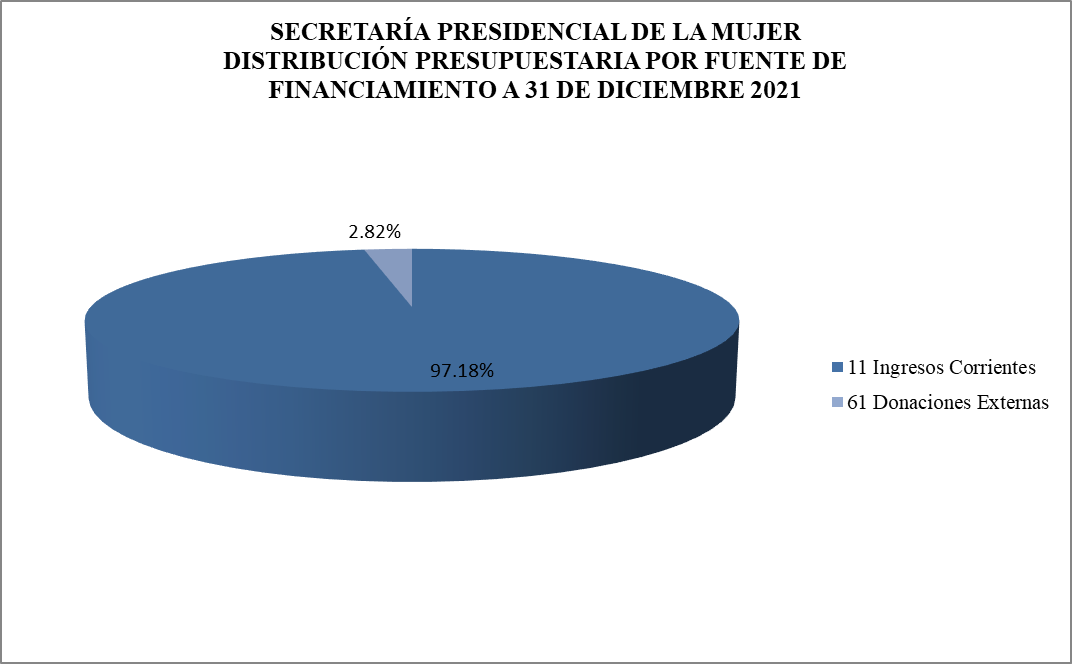 SECRETARÍA PRESIDENCIAL DE LA MUJER
DISTRIBUCIÓN PRESUPUESTARIA POR FUENTE DE
FINANCIAMIENTO A 31 DE DICIEMBRE 2021
2.82%
97.18%
11 Ingresos Corrientes
61 Donaciones Externas